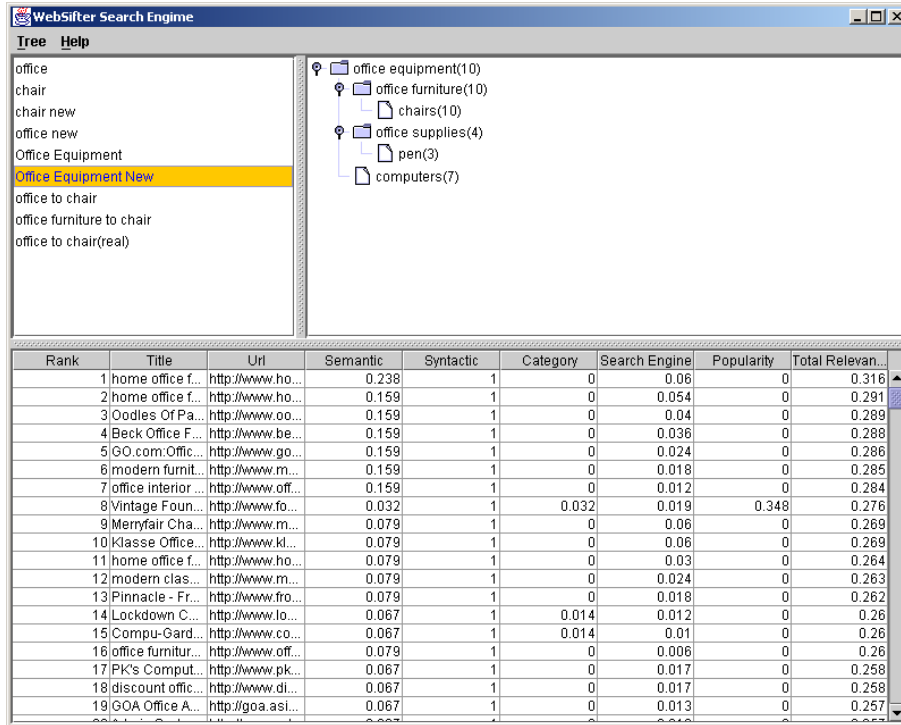 WebSifter Search Engime
Tree Help
office
chair
chair new
office new
Office Equipment
Office Equipment New
office to chair
office furniture to chair
office to chair(real)
office equipment(10)
office furniture(10)
chairs(10)
office supplies(4)
pen(3)
computers(7)
Rank Title Url Semantic Syntactic Category Search Engine Popularity Total Relevan...
1 home office f... http://www.ho... 0.238 1 0 0.06 0 0.316
2 home office f... http://www.ho... 0.159 1 0 0.054 0 0.291
3 Oodles Of Pa... http://www.oo... 0.159 1 0 0.04 0 0.289
4 Beck Office F... http://www.be... 0.159 1 0 0.036 0 0.288
5 GO.com:Offic... http://www.go... 0.159 1 0 0.024 0 0.286
6 modern furnit... http://www.m... 0.159 1 0 0.018 0 0.285
7 office interior ... http://www.off... 0.159 1 0 0.012 0 0.284
8 Vintage Foun... http://www.fo... 0.032 1 0.032 0.019 0.348 0.276
9 Merryfair Cha... http://www.m... 0.079 1 0 0.06 0 0.269
10 Klasse Office... http://www.kl... 0.079 1 0 0.06 0 0.269
11 home office f... http://www.ho... 0.079 1 0 0.03 0 0.264
12 modern clas... http://www.m... 0.079 1 0 0.024 0 0.263
13 Pinnacle - Fr... http://www.fro... 0.079 1 0 0.018 0 0.262
14 Lockdown C... http://www.lo... 0.067 1 0.014 0.012 0 0.26
15 Compu-Gard... http://www.co... 0.067 1 0.014 0.01 0 0.26
16 office furnitur... http://www.off... 0.079 1 0 0.006 0 0.26
17 PK's Comput... http://www.pk... 0.067 1 0 0.017 0 0.258
18 discount offic... http://www.di... 0.067 1 0 0.017 0 0.258
19 GOA Office A... http://goa.asi... 0.067 1 0 0.013 0 0.257